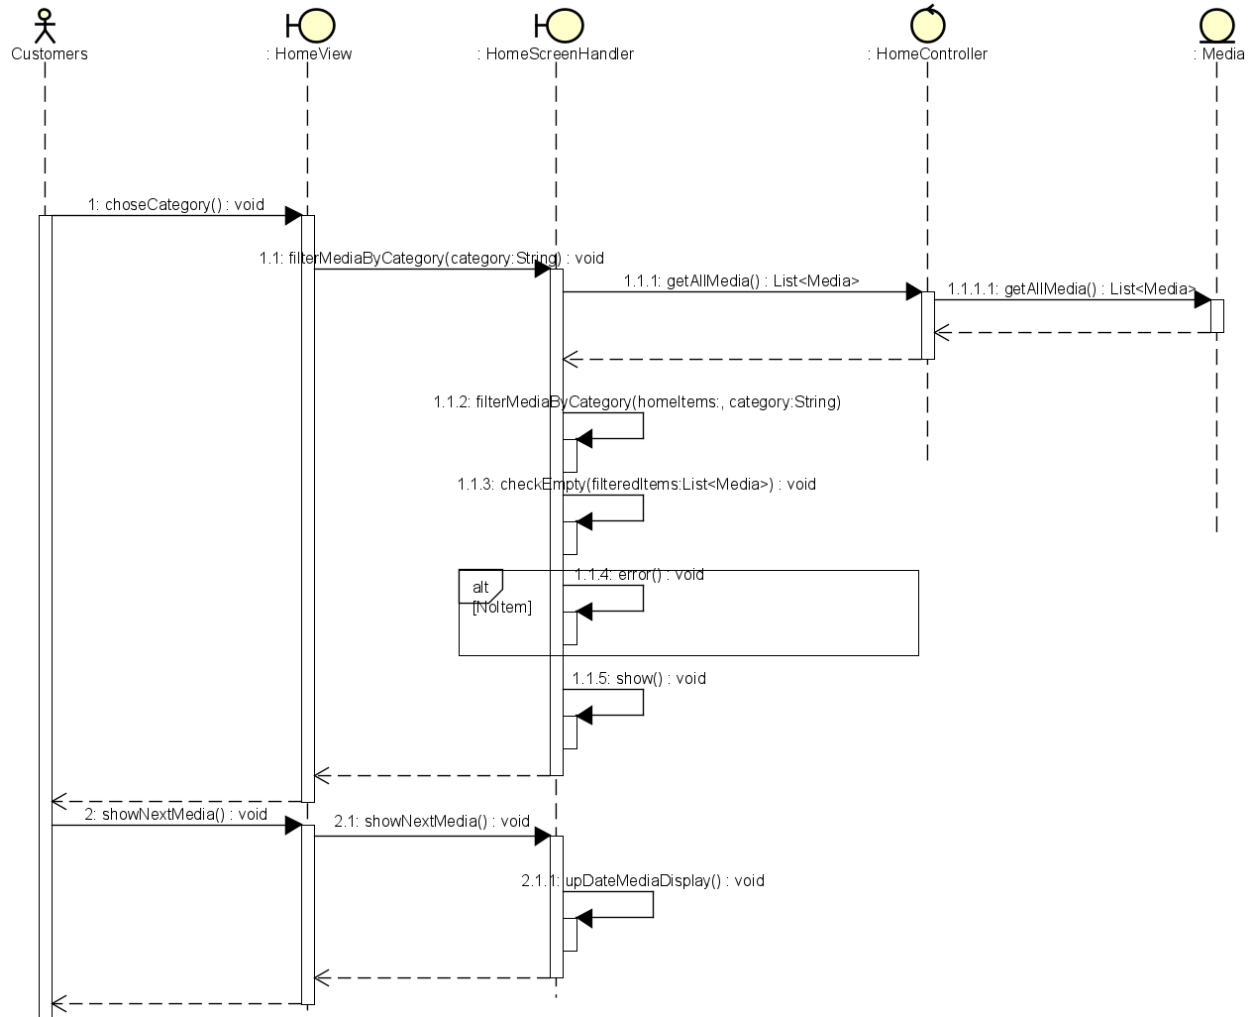 Customers
: HomeView
: HomeScreenHandler
: HomeController
: Media
1: choseCategory() : void
1.1: filterMediaByCategory(category:String) : void
1.1.1: getAllMedia() : List<Media>
1.1.1.1: getAllMedia() : List<Media>
1.1.2: filterMediaByCategory(homeItems:, category:String)
1.1.3: checkEmpty(filteredItems:List<Media>) : void
1.1.4: error() : void
alt
[NoItem]
1.1.5: show() : void
2: showNextMedia() : void
2.1: showNextMedia() : void
2.1.1: upDateMediaDisplay() : void